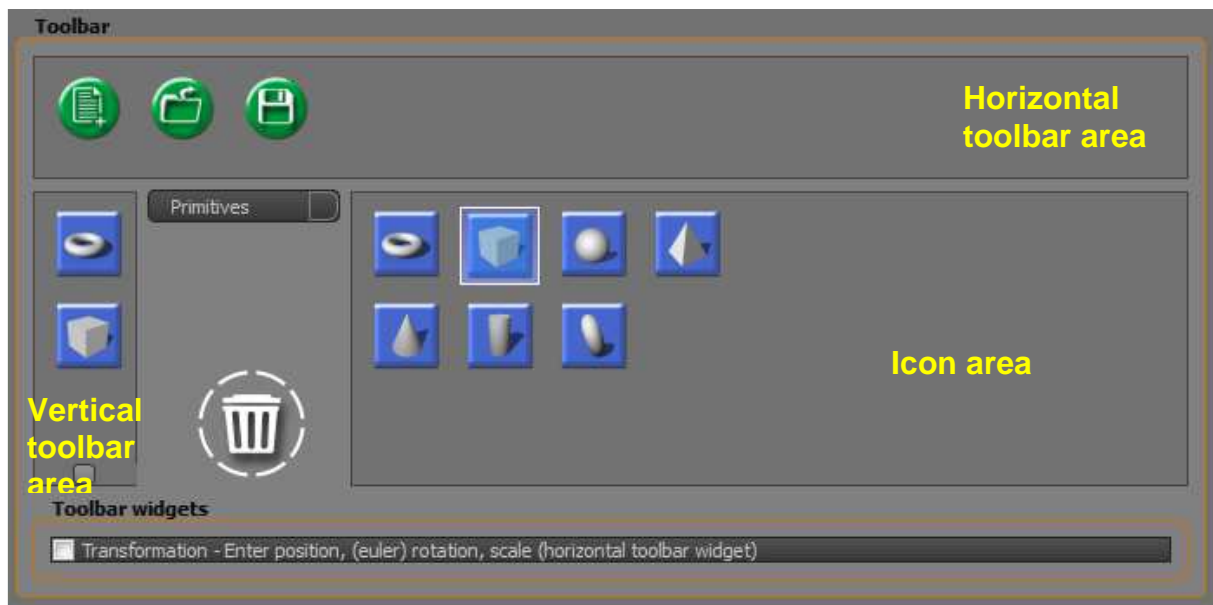 Toolbar
Horizontal
toolbar area
Primitives
Icon area
Vertical
toolbar
area
Toolbar widgets
Transformation - Enter position, (euler) rotation, scale (horizontal toolbar widget)